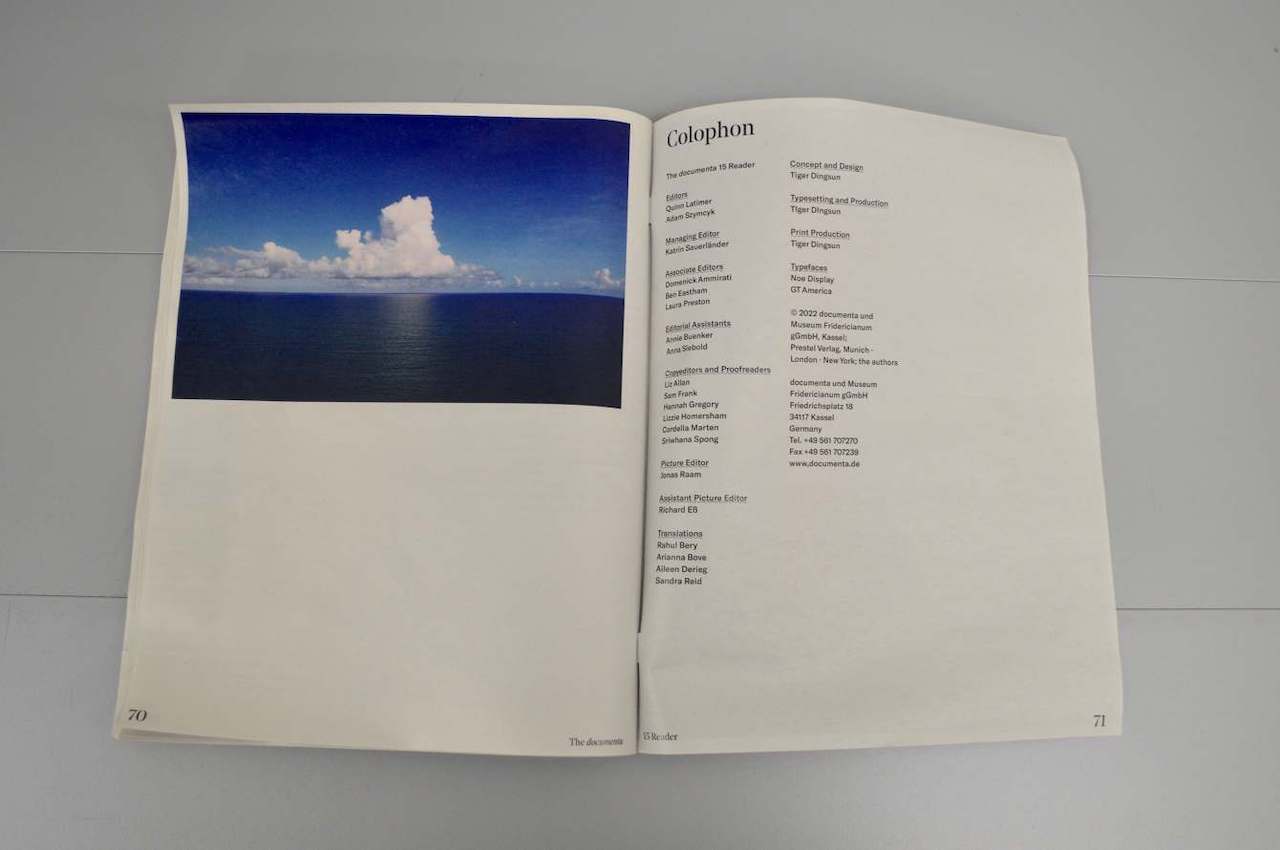 Colophon
The documenta 15 Reader
Editors
Quinn Latimer
Adam Szymcyk
Managing Editor
Katrin Sauerländer
Associate Editors
Domenick Ammirati
Ben Eastham
Laura Preston
Editorial Assistants
Annie Buenker
Anna Siebold
Copyeditors and Proofreaders
Liz Allan
Sam Frank
Hannah Gregory
Lizzie Homersham
Cordelia Marten
Sriwhana Spong
Picture Editor
Jonas Raam
Assistant Picture Editor
Richard Eß
Translations
Rahul Bery
Arianna Bove
Aileen Derieg
Sandra Reid
Concept and Design
Tiger Dingsun
Typesetting and Production
Tiger Dingsun
Print Production
Tiger Dingsun
Typefaces
Noe Display
GT America
© 2022 documenta und
Museum Fridericianum
gGmbH, Kassel;
Prestel Verlag, Munich ·
London · New York; the authors
documenta und Museum
Fridericianum gGmbH
Friedrichsplatz 18
34117 Kassel
Germany
Tel. +49 561 707270
Fax +49 561 707239
www.documenta.de
70
The documenta
15 Reader
71